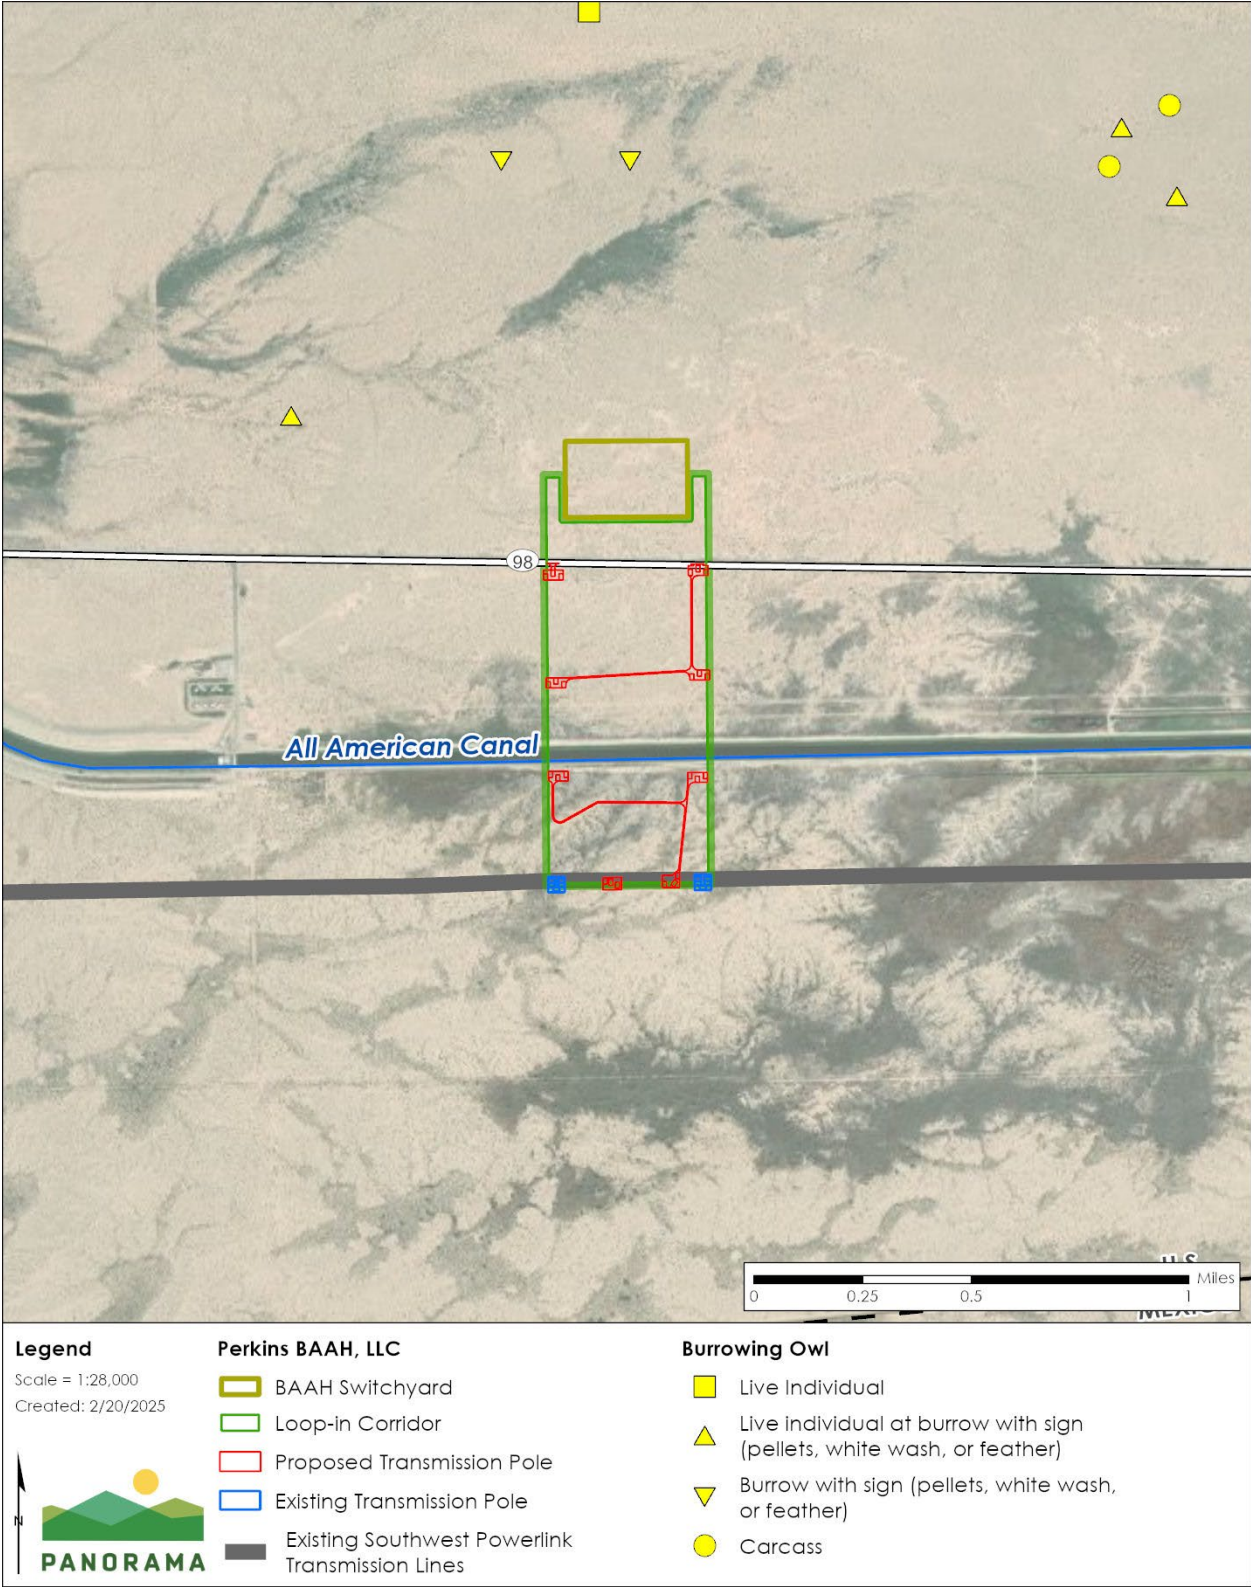 98
All American Canal
U.S.
Miles
0 0.25 0.5 1
Legend
Scale = 1:28,000
Created: 2/20/2025
N
PANORAMA
Perkins BAAH, LLC
BAAH Switchyard
Loop-in Corridor
Proposed Transmission Pole
Existing Transmission Pole
Existing Southwest Powerlink
Transmission Lines
Burrowing Owl
Live Individual
Live individual at burrow with sign
(pellets, white wash, or feather)
Burrow with sign (pellets, white wash,
or feather)
Carcass